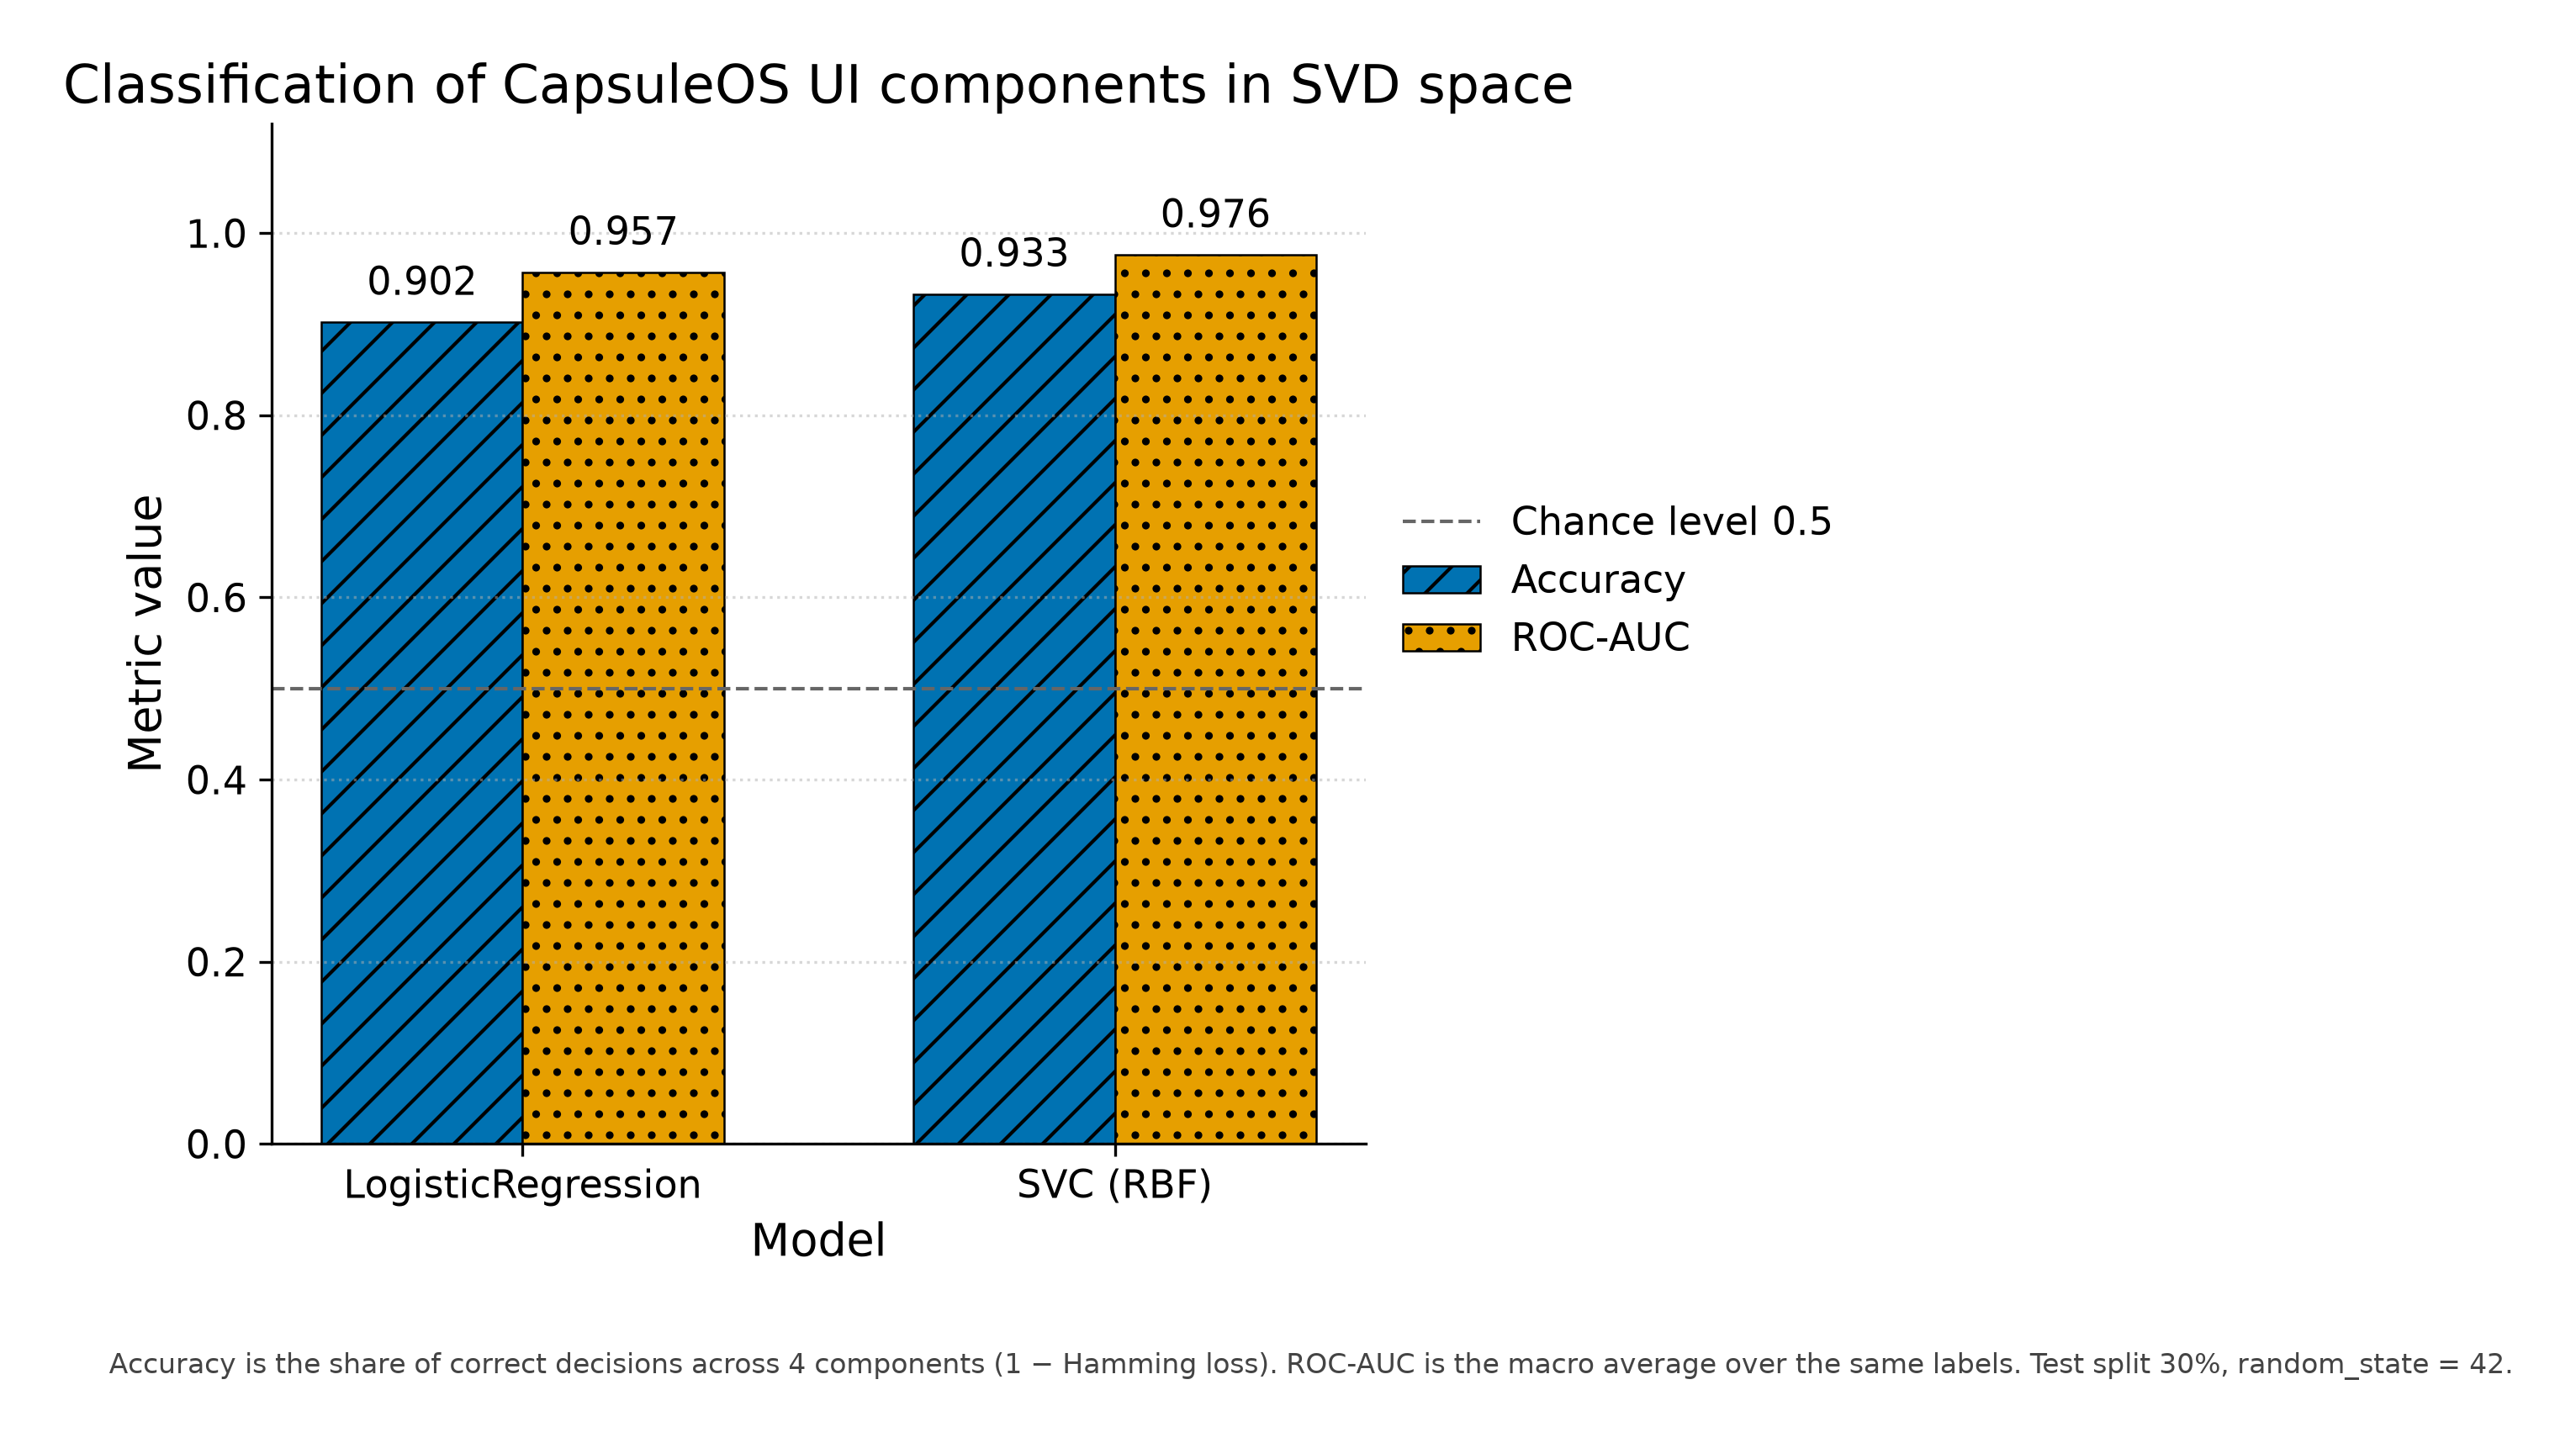 Classification of CapsuleOS UI components in SVD space
Metric value
1.0
0.8
0.6
0.4
0.2
0.0
0.902
0.957
0.933
0.976
LogisticRegression
SVC (RBF)
Model
Chance level 0.5
Accuracy
ROC-AUC
Accuracy is the share of correct decisions across 4 components (1 − Hamming loss). ROC-AUC is the macro average over the same labels. Test split 30%, random_state = 42.